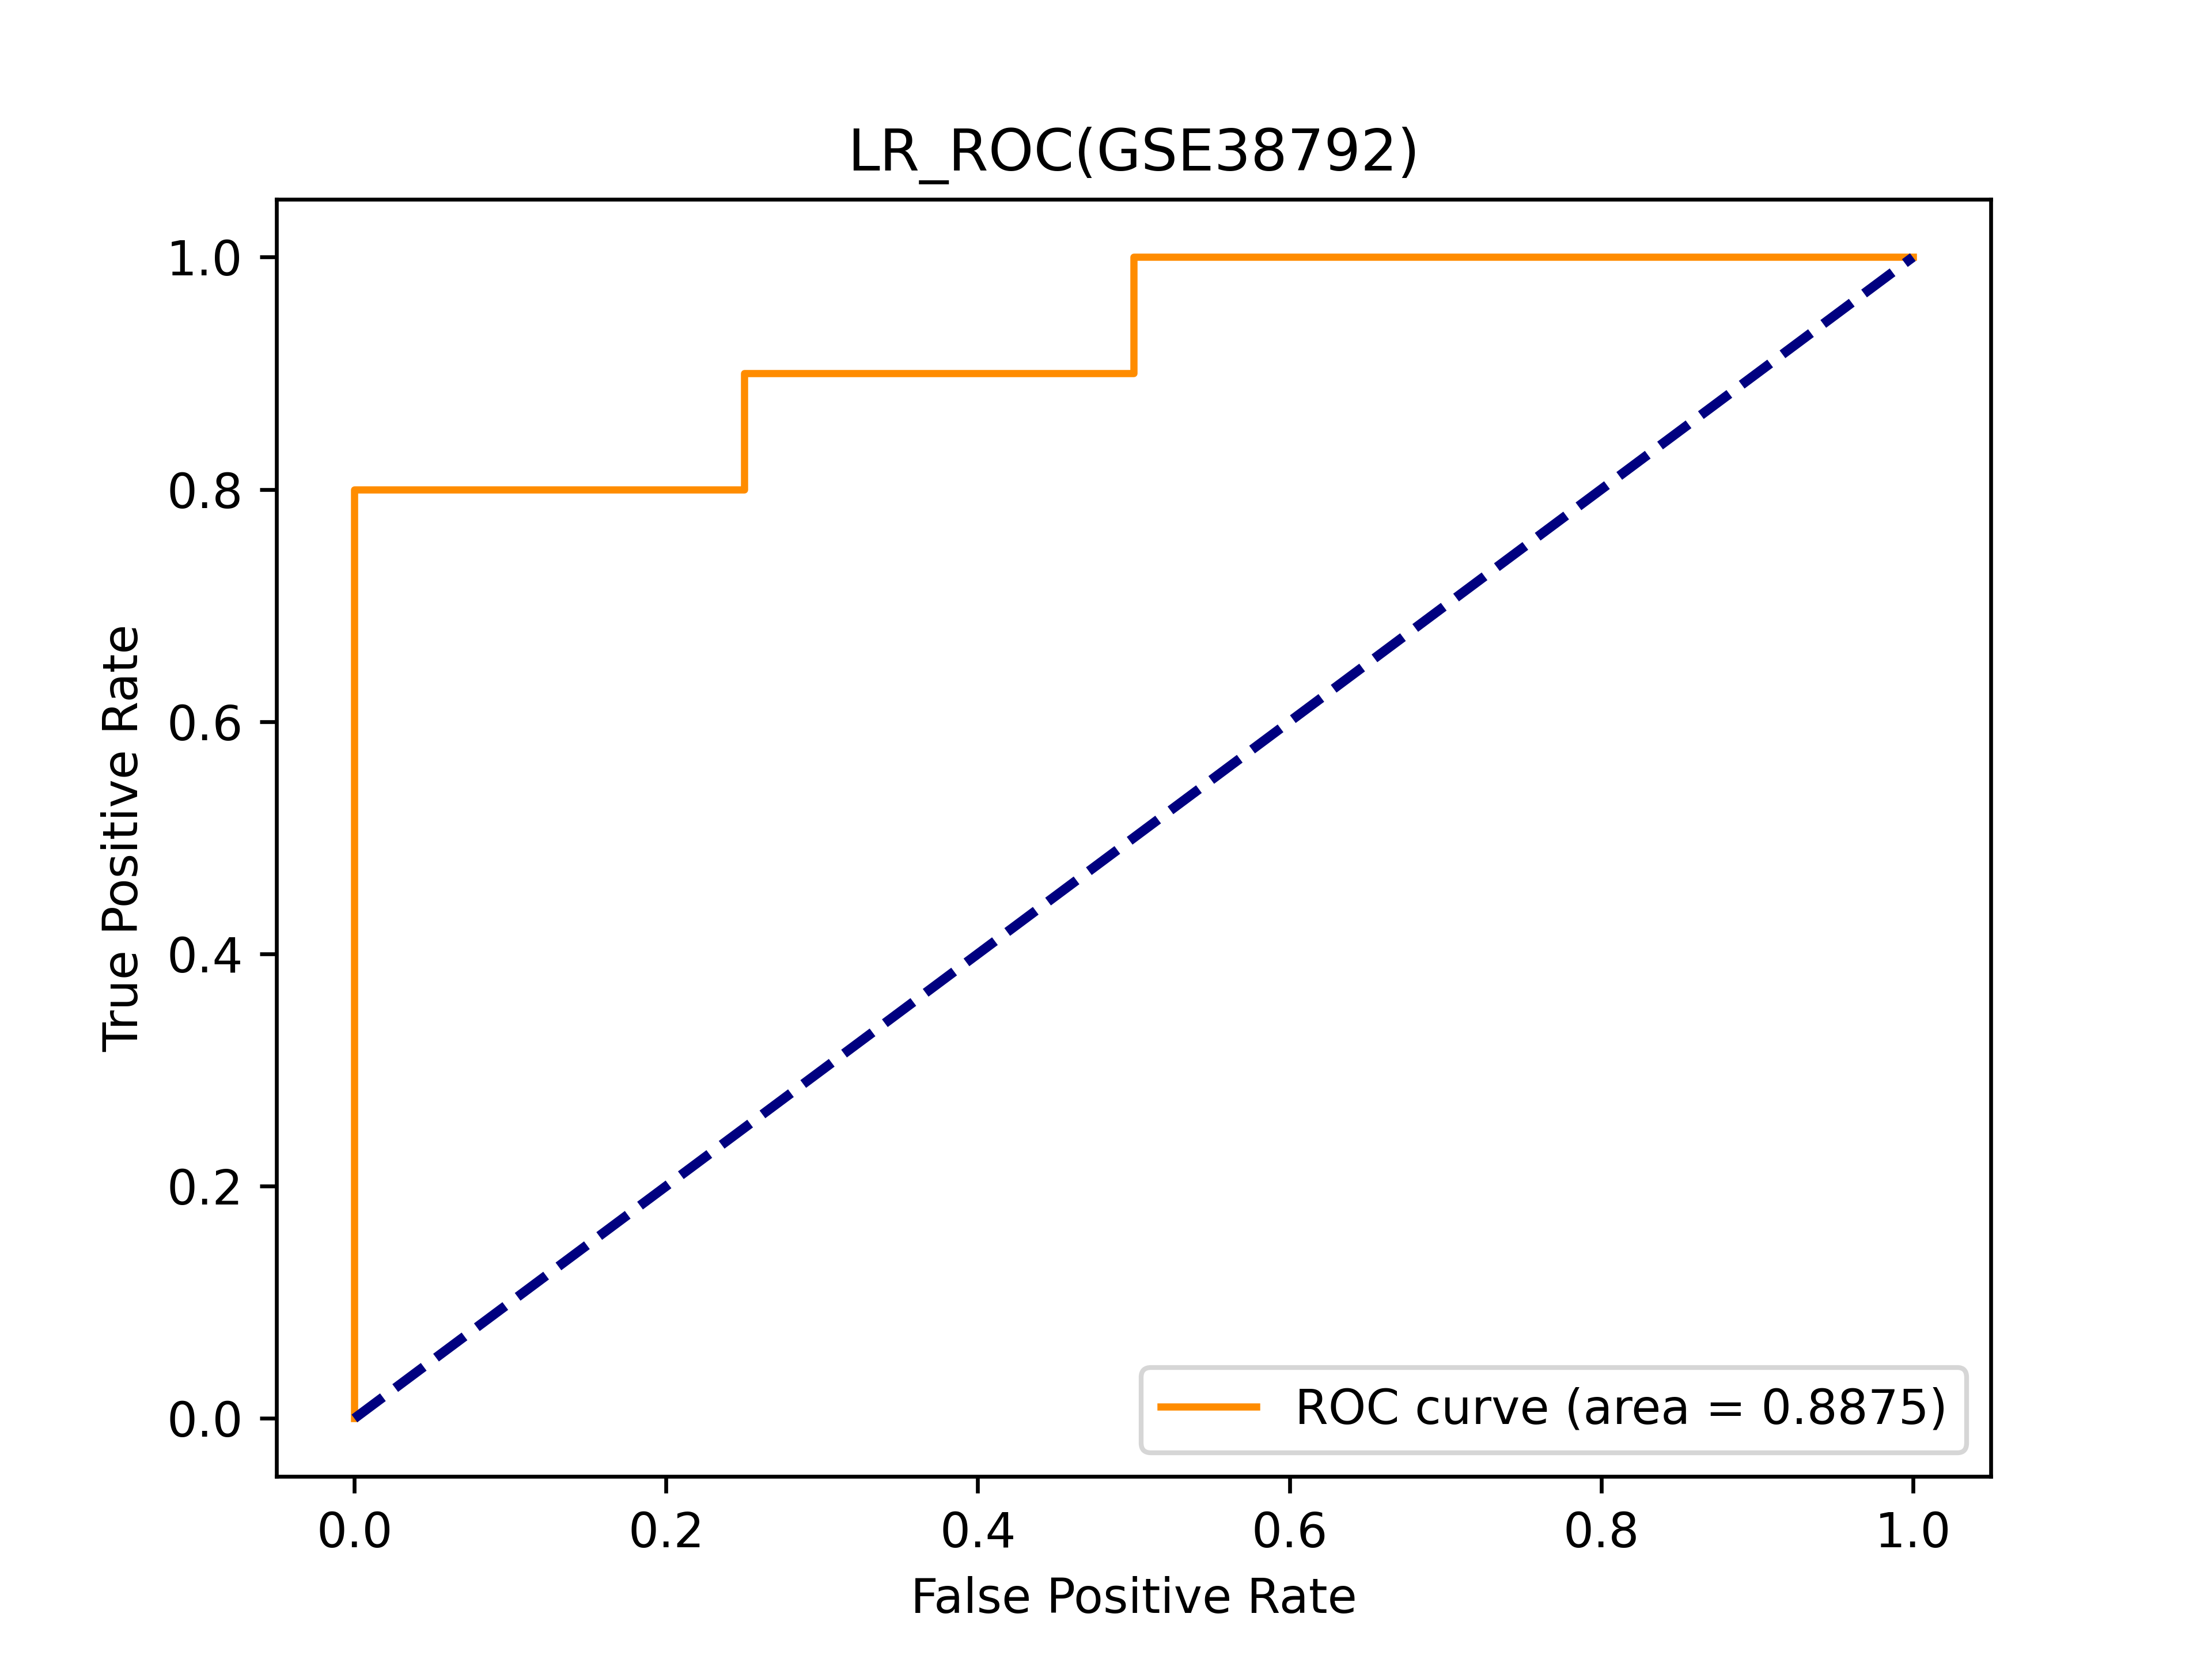 LR_ROC(GSE38792)
True Positive Rate
1.0
0.8
0.6
0.4
0.2
0.0
ROC curve (area = 0.8875)
0.0 0.2 0.4 0.6 0.8 1.0
False Positive Rate